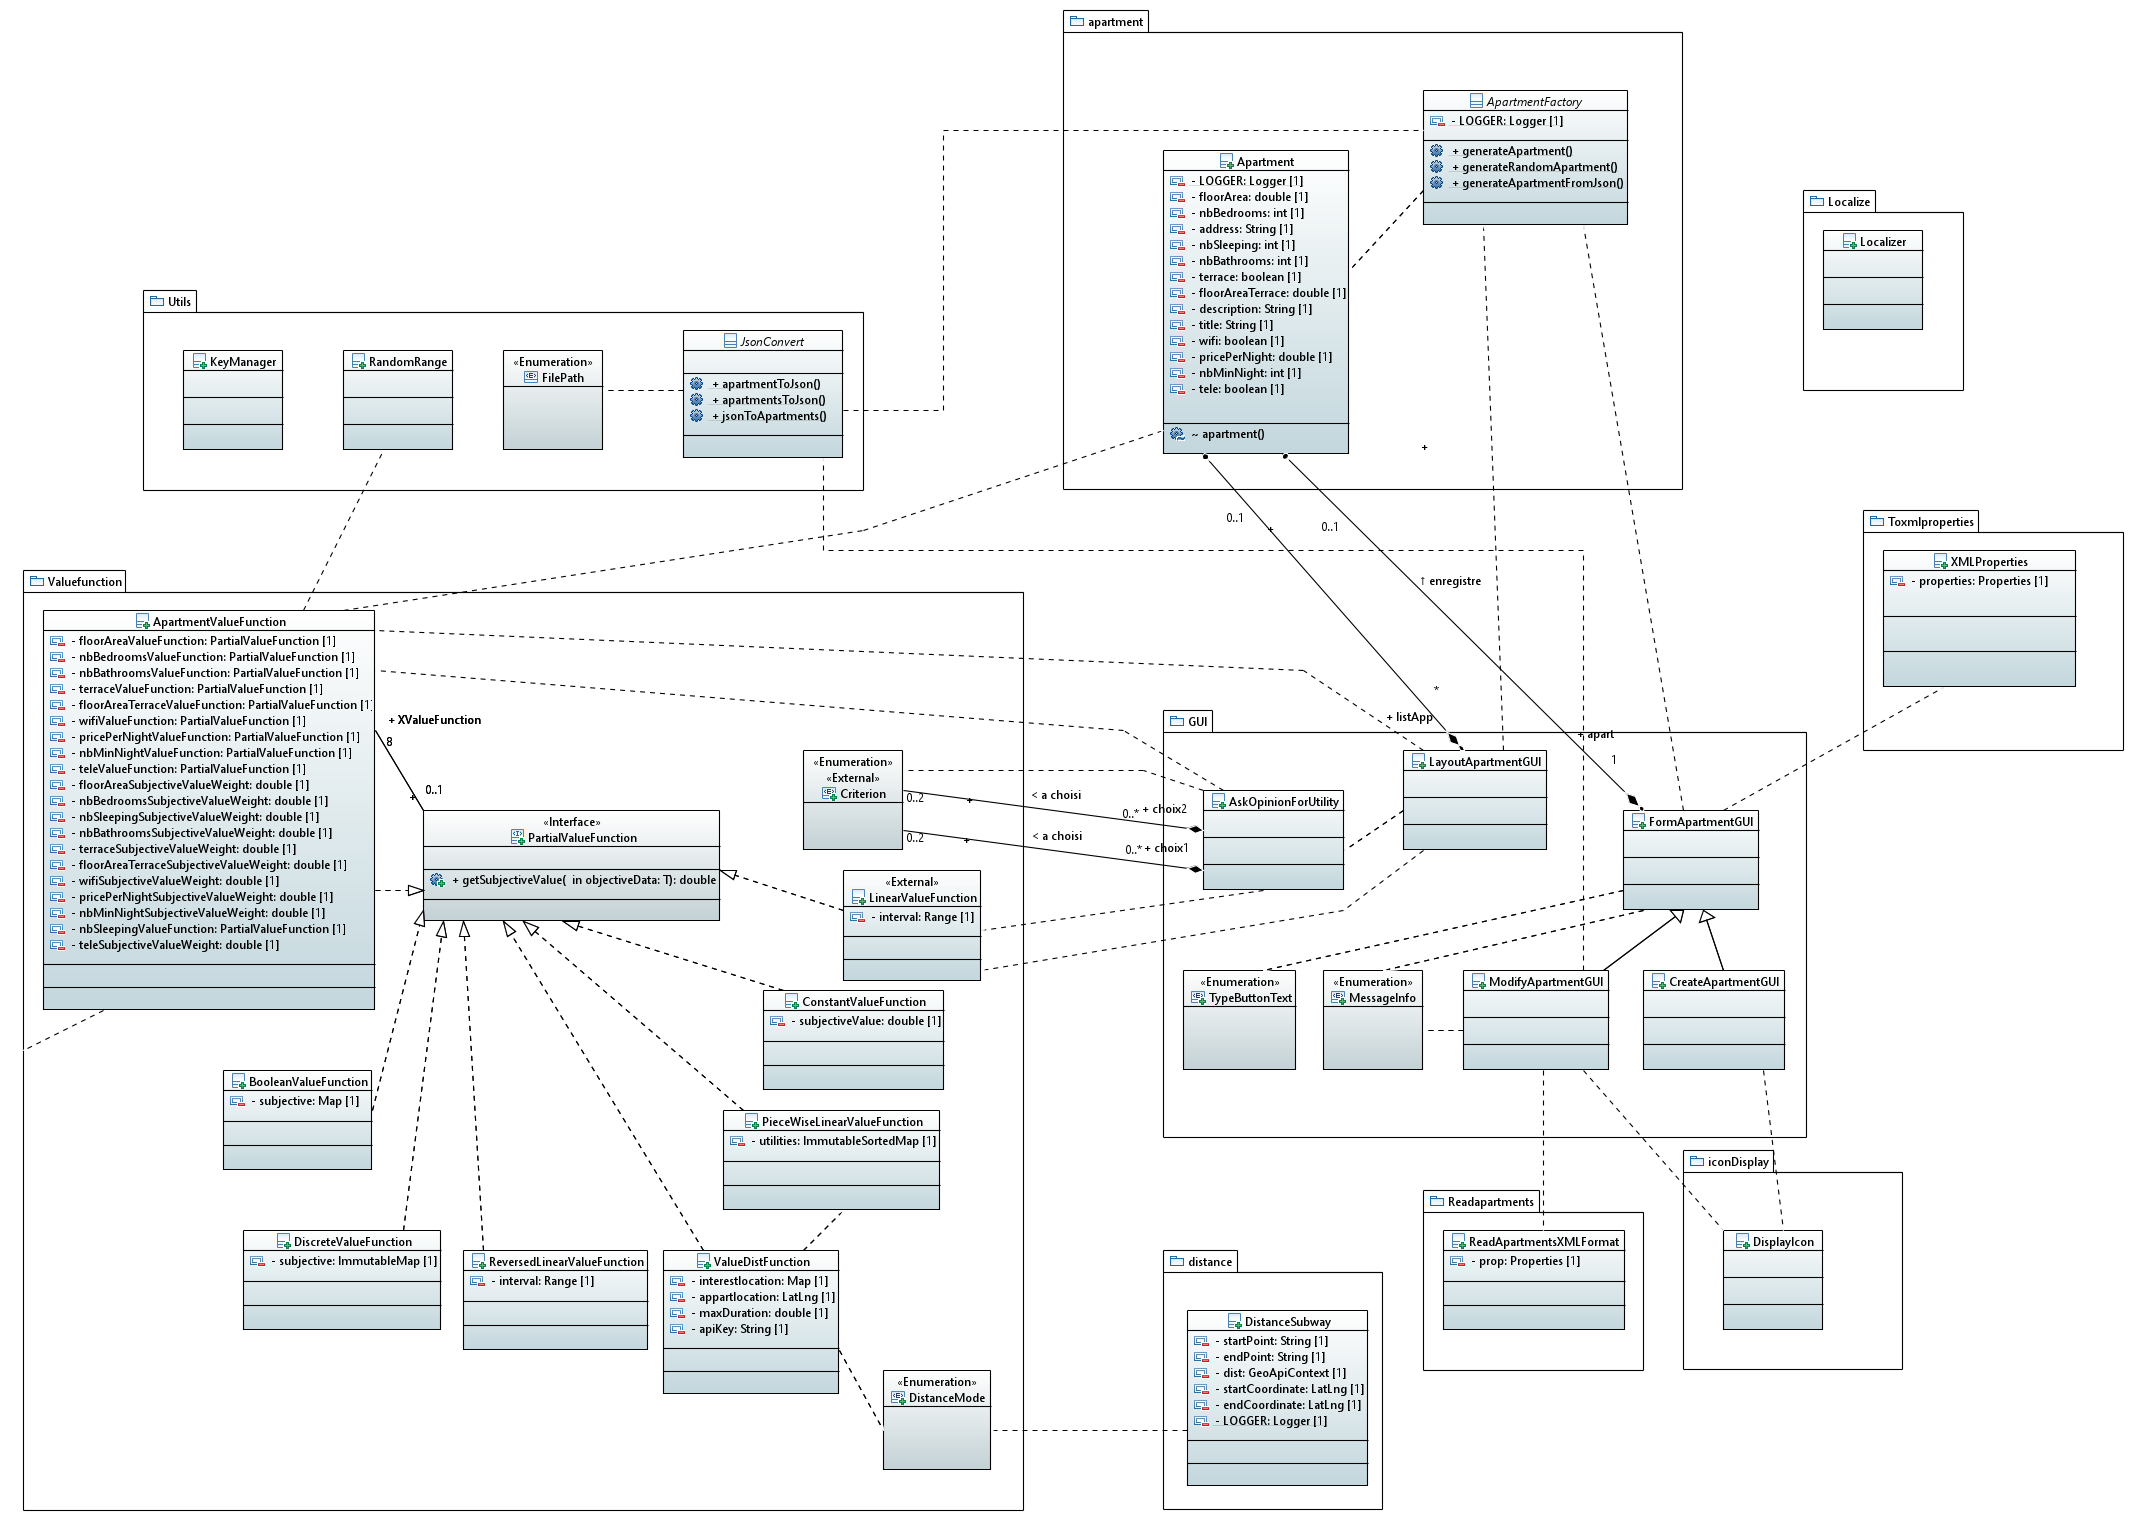 apartment
ApartmentFactory
- LOGGER: Logger [1]
+ generateApartment()
+ generateRandomApartment()
+ generateApartmentFromJson()
Apartment
- LOGGER: Logger [1]
- floorArea: double [1]
- nbBedrooms: int [1]
- address: String [1]
- nbSleeping: int [1]
- nbBathrooms: int [1]
- terrace: boolean [1]
- floorAreaTerrace: double [1]
- description: String [1]
- title: String [1]
- wifi: boolean [1]
- pricePerNight: double [1]
- nbMinNight: int [1]
- tele: boolean [1]
~ apartment()
+
Localize
Localizer
Utils
KeyManager
RandomRange
«Enumeration»
FilePath
JsonConvert
+ apartmentToJson()
+ apartmentsToJson()
+ jsonToApartments()
0..1
+
0..1
↑ enregistre
*
+ listApp
+ apart
1
Toxmlproperties
XMLProperties
- properties: Properties [1]
Valuefunction
ApartmentValueFunction
- floorAreaValueFunction: PartialValueFunction [1]
- nbBedroomsValueFunction: PartialValueFunction [1]
- nbBathroomsValueFunction: PartialValueFunction [1]
- terraceValueFunction: PartialValueFunction [1]
- floorAreaTerraceValueFunction: PartialValueFunction [1]
- wifiValueFunction: PartialValueFunction [1]
- pricePerNightValueFunction: PartialValueFunction [1]
- nbMinNightValueFunction: PartialValueFunction [1]
- teleValueFunction: PartialValueFunction [1]
- floorAreaSubjectiveValueWeight: double [1]
- nbBedroomsSubjectiveValueWeight: double [1]
- nbSleepingSubjectiveValueWeight: double [1]
- nbBathroomsSubjectiveValueWeight: double [1]
- terraceSubjectiveValueWeight: double [1]
- floorAreaTerraceSubjectiveValueWeight: double [1]
- wifiSubjectiveValueWeight: double [1]
- pricePerNightSubjectiveValueWeight: double [1]
- nbMinNightSubjectiveValueWeight: double [1]
- nbSleepingValueFunction: PartialValueFunction [1]
- teleSubjectiveValueWeight: double [1]
+ XValueFunction
8
0..1
+
«Interface»
PartialValueFunction
+ getSubjectiveValue( in objectiveData: T): double
«Enumeration»
«External»
Criterion
0..2
+
< a choisi
0..*
+ choix2
0..2
+
< a choisi
0..*
+ choix1
«External»
LinearValueFunction
- interval: Range [1]
ConstantValueFunction
- subjectiveValue: double [1]
BooleanValueFunction
- subjective: Map [1]
PieceWiseLinearValueFunction
- utilities: ImmutableSortedMap [1]
DiscreteValueFunction
- subjective: ImmutableMap [1]
ReversedLinearValueFunction
- interval: Range [1]
ValueDistFunction
- interestlocation: Map [1]
- appartlocation: LatLng [1]
- maxDuration: double [1]
- apiKey: String [1]
«Enumeration»
DistanceMode
GUI
LayoutApartmentGUI
AskOpinionForUtility
FormApartmentGUI
«Enumeration»
TypeButtonText
«Enumeration»
MessageInfo
ModifyApartmentGUI
CreateApartmentGUI
iconDisplay
DisplayIcon
Readapartments
ReadApartmentsXMLFormat
- prop: Properties [1]
distance
DistanceSubway
- startPoint: String [1]
- endPoint: String [1]
- dist: GeoApiContext [1]
- startCoordinate: LatLng [1]
- endCoordinate: LatLng [1]
- LOGGER: Logger [1]